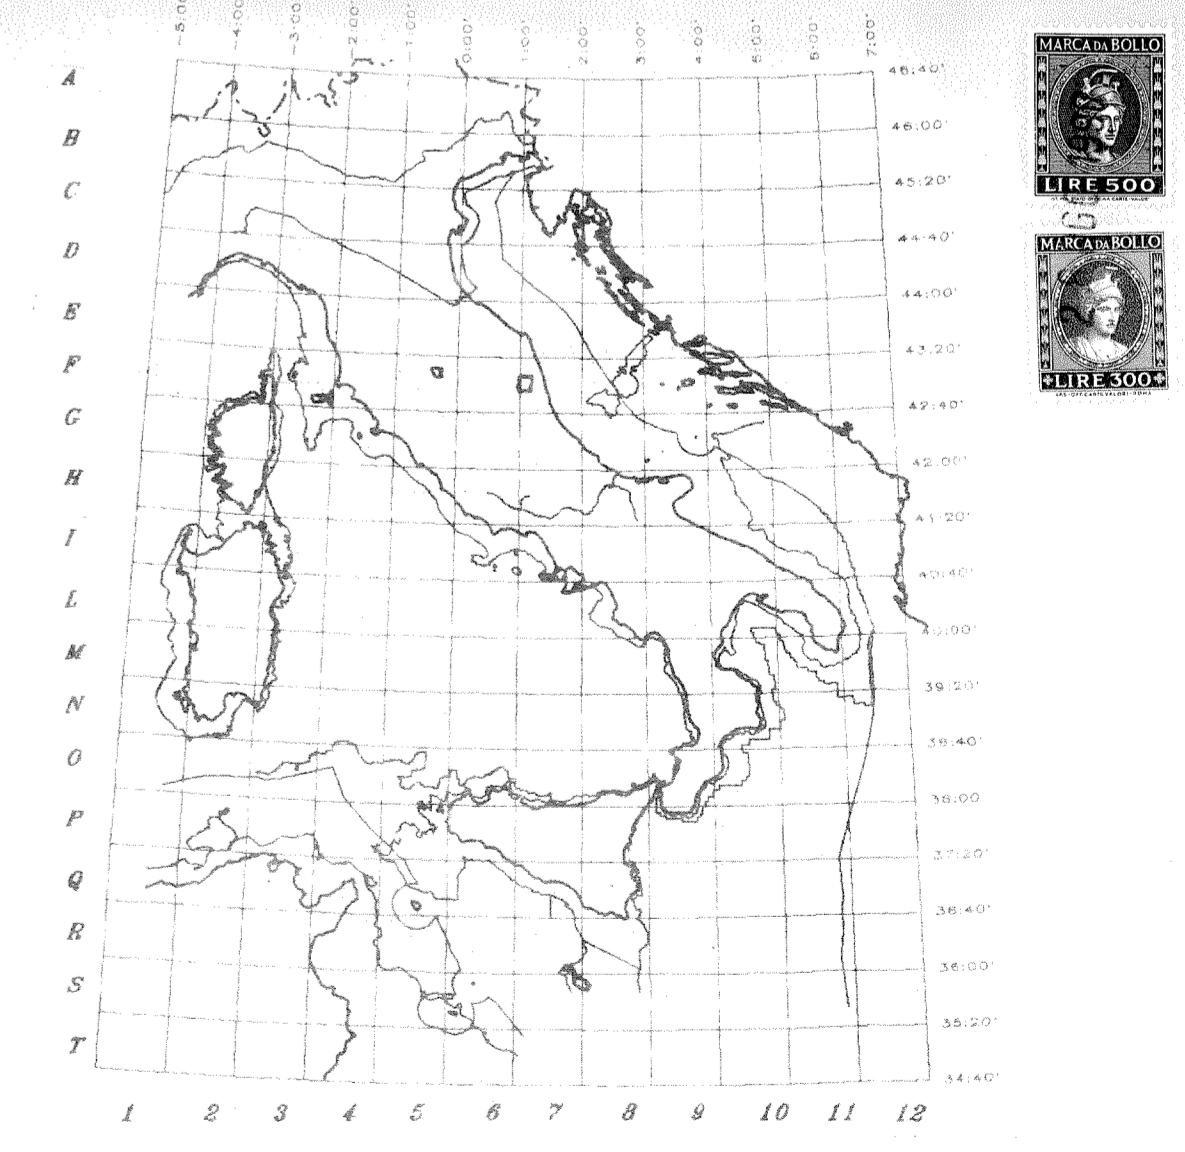 -5:00' -4:00' -3:00' -2:00' -1:00' 0:00' 1:00' 2:00' 3:00' 4:00' 5:00' 6:00' 7:00'
MARCA DA BOLLO
LIRE 500
MARCA DA BOLLO
LIRE 300
A 46:40'
B 46:00'
C 45:20'
D 44:40'
E 44:00'
F 43:20'
G 42:40'
H 42:00'
I 41:20'
L 40:40'
M 40:00'
N 39:20'
O 38:40'
P 38:00
Q 37:20'
R 36:40'
S 36:00'
T 35:20'
34:40'
1 2 3 4 5 6 7 8 9 10 11 12